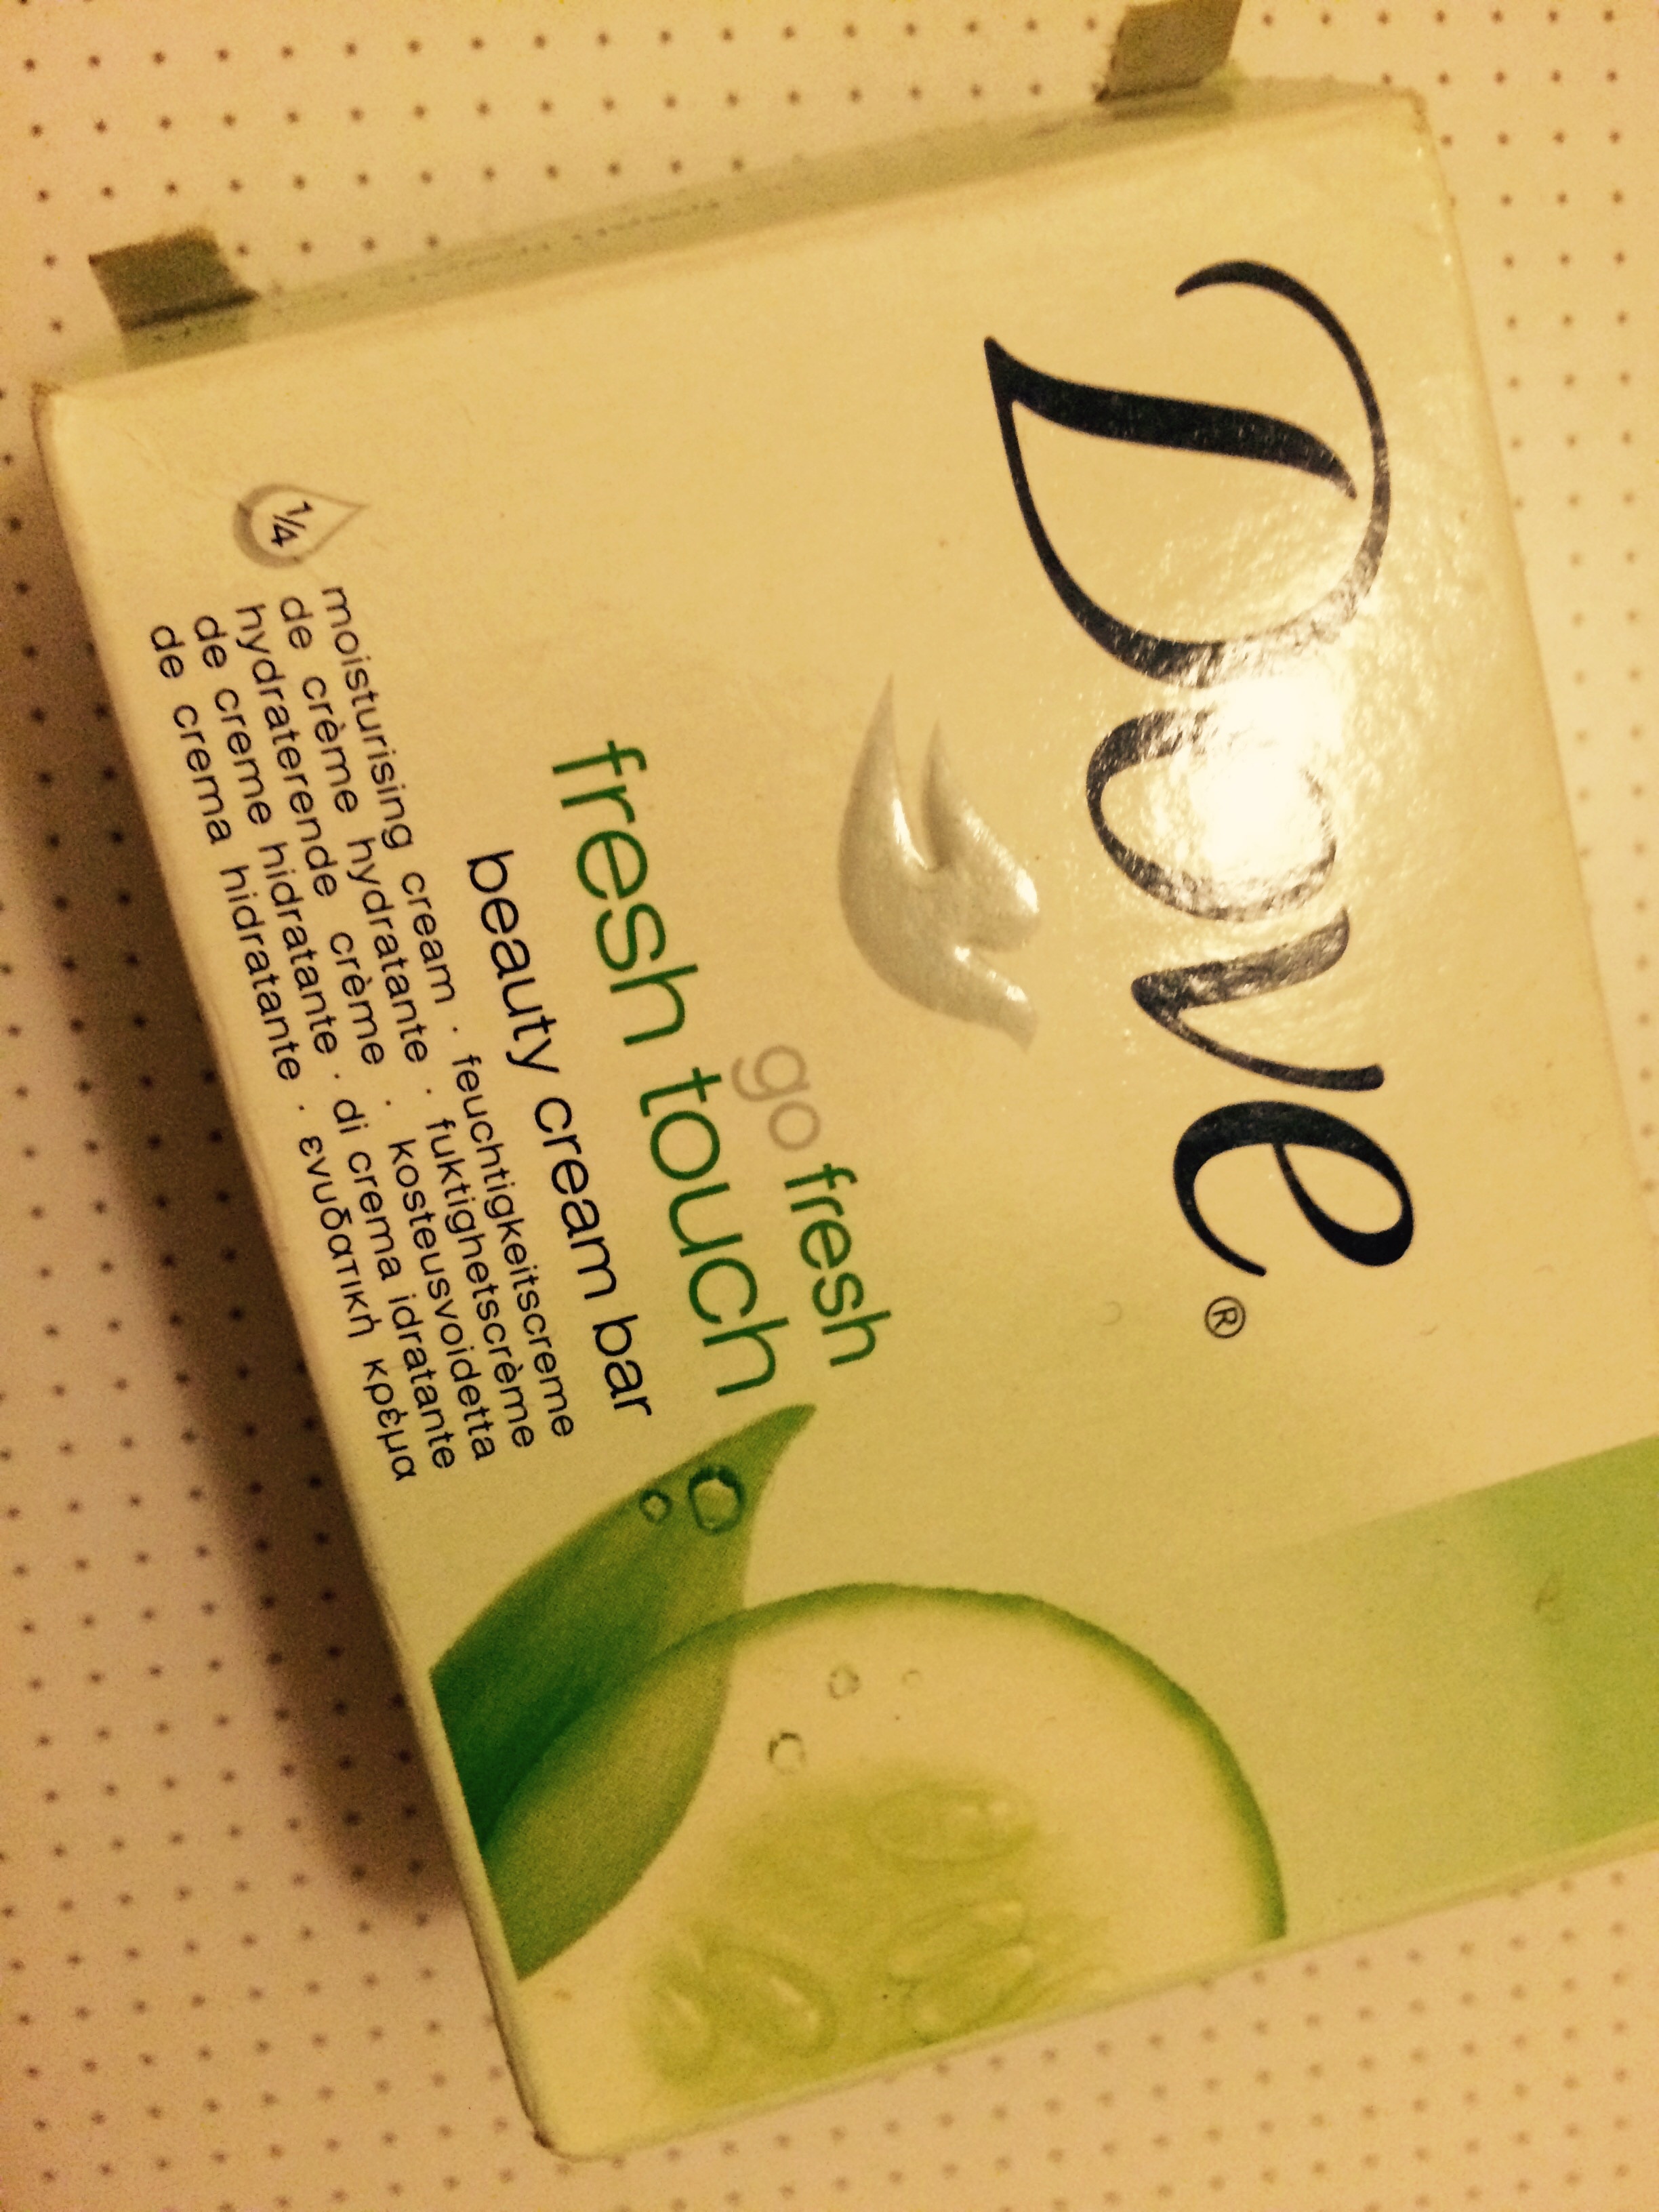 Dove®
go fresh
fresh touch
beauty cream bar
¼ moisturising cream · feuchtigkeitscreme
de crème hydratante · fuktighetscrème
hydraterende crème · kosteusvoidetta
de creme hidratante · di crema idratante
de crema hidratante · ενυδατική κρέμα